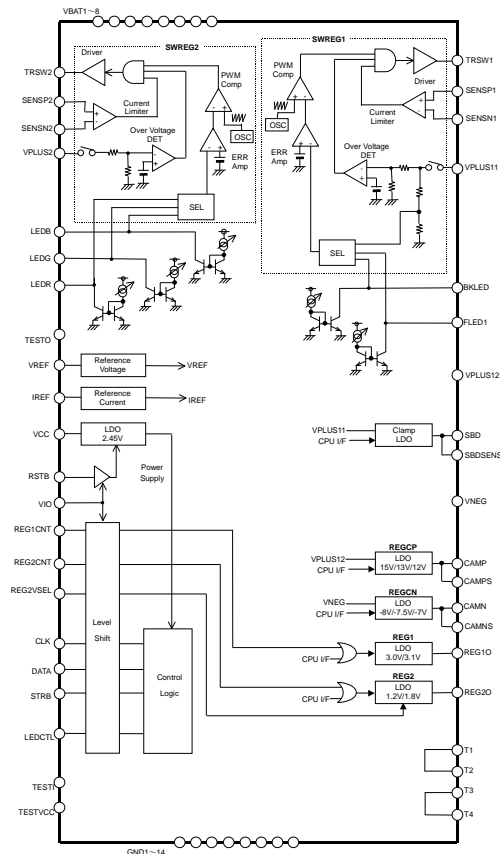 VBAT1～8
SWREG2
Driver
TRSW2
SENSP2
SENSN2
Current
Limiter
PWM
Comp
OSC
Over Voltage
DET
ERR
Amp
VPLUS2
SEL
SWREG1
PWM
Comp
TRSW1
Driver
SENSP1
SENSN1
Current
Limiter
OSC
ERR
Amp
Over Voltage
DET
VPLUS11
SEL
LEDB
LEDG
LEDR
BKLED
FLED1
TESTO
VREF
Reference
Voltage
VREF
VPLUS12
IREF
Reference
Current
IREF
VCC
LDO
2.45V
Power
Supply
VPLUS11
CPU I/F
Clamp
LDO
SBD
SBDSENS
RSTB
VIO
VNEG
REG1CNT
REG2CNT
REG2VSEL
REGCP
VPLUS12
CPU I/F
LDO
15V/13V/12V
CAMP
CAMPS
REGCN
VNEG
CPU I/F
LDO
-8V/-7.5V/-7V
CAMN
CAMNS
Level
Shift
CLK
DATA
STRB
LEDCTL
Control
Logic
REG1
CPU I/F
LDO
3.0V/3.1V
REG1O
REG2
CPU I/F
LDO
1.2V/1.8V
REG2O
T1
T2
T3
T4
TESTI
TESTVCC
GND1～14